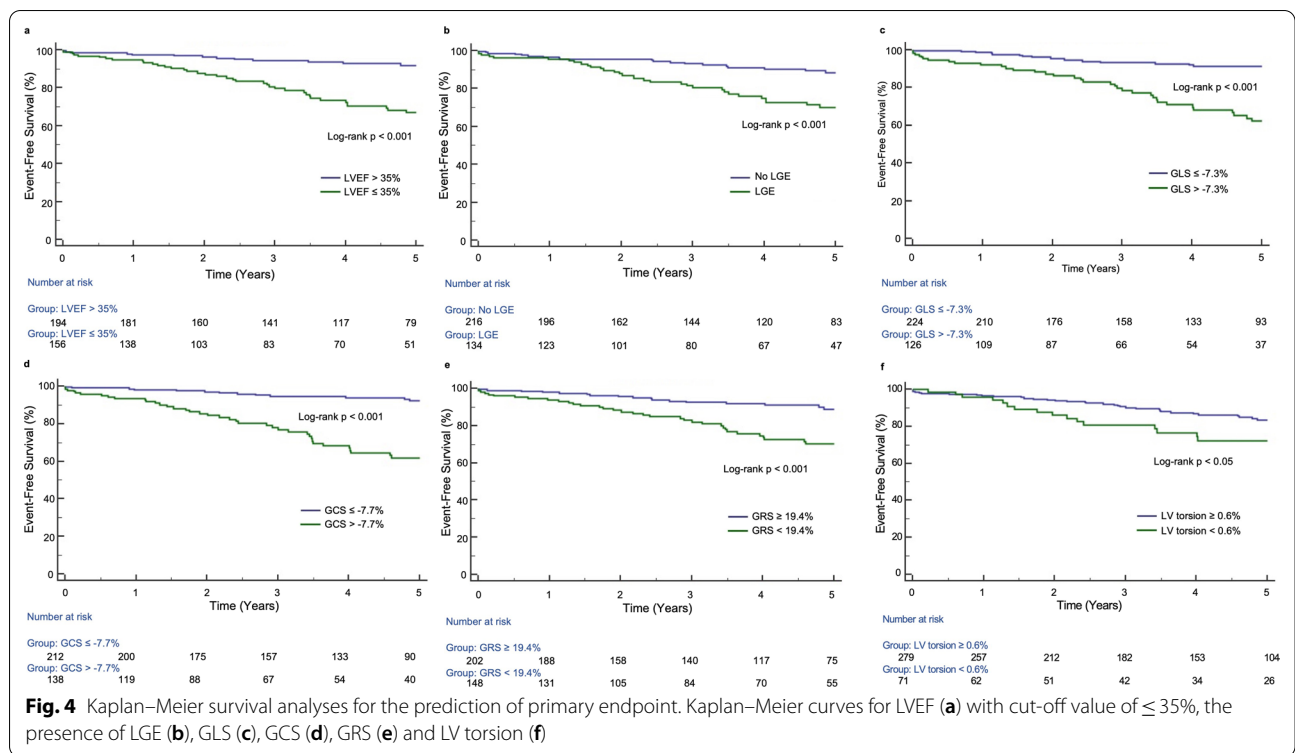 a
100
80
60
40
20
0
Event-Free Survival (%)
Log-rank p < 0.001
LVEF > 35%
LVEF ≤ 35%
0 1 2 3 4 5
Time (Years)
Number at risk
Group: LVEF > 35%
194 181 160 141 117 79
Group: LVEF ≤ 35%
156 138 103 83 70 51
b
100
80
60
40
20
0
Event-Free Survival (%)
Log-rank p < 0.001
No LGE
LGE
0 1 2 3 4 5
Time (Years)
Number at risk
Group: No LGE
216 196 162 144 120 83
Group: LGE
134 123 101 80 67 47
c
100
80
60
40
20
0
Event-Free Survival (%)
Log-rank p < 0.001
GLS ≤ -7.3%
GLS > -7.3%
0 1 2 3 4 5
Time (Years)
Number at risk
Group: GLS ≤ -7.3%
224 210 176 158 133 93
Group: GLS > -7.3%
126 109 87 66 54 37
d
100
80
60
40
20
0
Event-Free Survival (%)
Log-rank p < 0.001
GCS ≤ -7.7%
GCS > -7.7%
0 1 2 3 4 5
Time (Years)
Number at risk
Group: GCS ≤ -7.7%
212 200 175 157 133 90
Group: GCS > -7.7%
138 119 88 67 54 40
e
100
80
60
40
20
0
Event-Free Survival (%)
Log-rank p < 0.001
GRS ≥ 19.4%
GRS < 19.4%
0 1 2 3 4 5
Time (Years)
Number at risk
Group: GRS ≥ 19.4%
202 188 158 140 117 75
Group: GRS < 19.4%
148 131 105 84 70 55
f
100
80
60
40
20
0
Event-Free Survival (%)
Log-rank p < 0.05
LV torsion ≥ 0.6%
LV torsion < 0.6%
0 1 2 3 4 5
Time (Years)
Number at risk
Group: LV torsion ≥ 0.6%
279 257 212 182 153 104
Group: LV torsion < 0.6%
71 62 51 42 34 26
Fig. 4 Kaplan–Meier survival analyses for the prediction of primary endpoint. Kaplan–Meier curves for LVEF (a) with cut-off value of ≤ 35%, the
presence of LGE (b), GLS (c), GCS (d), GRS (e) and LV torsion (f)